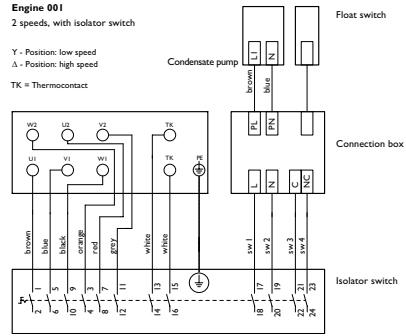 Engine 001
2 speeds, with isolator switch
Y - Position: low speed
Δ - Position: high speed
TK = Thermocontact
Float switch
Condensate pump
L1
N
brown
blue
W2
U2
V2
TK
PL
PN
Connection box
U1
V1
W1
TK
PE
L
N
C
NC
brown
blue
black
orange
red
grey
white
white
sw 1
sw 2
sw 3
sw 4
Isolator switch
1
5
9
3
7
11
13
15
17
19
21
23
2
6
10
4
8
12
14
16
18
20
22
24